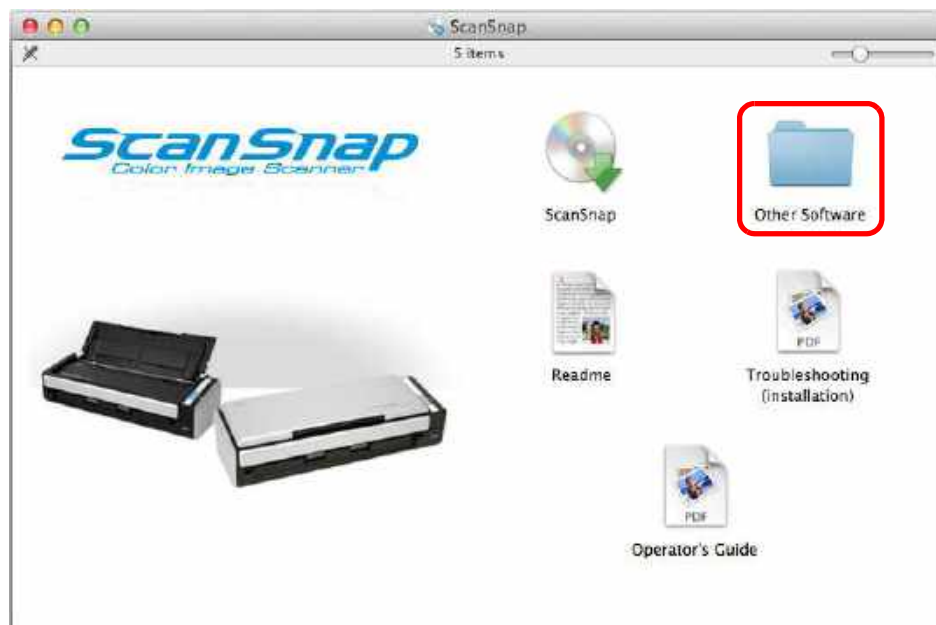 ScanSnap
5 items
ScanSnap
Color Image Scanner
ScanSnap
Other Software
Readme
PDF
Troubleshooting
(installation)
PDF
Operator's Guide